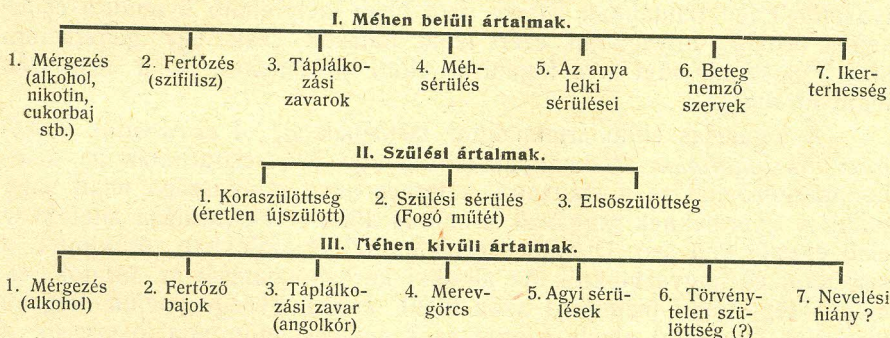 I. Méhen belüli ártalmak.
1. Mérgezés
(alkohol,
nikotin,
cukorbaj
stb.)
2. Fertőzés
(szifilisz)
3. Táplálko-
zási
zavarok
4. Méh-
sérülés
5. Az anya
lelki
sérülései
6. Beteg
nemző
szervek
7. Iker-
terhesség
II. Szülési ártalmak.
1. Koraszülöttség
(éretlen újszülött)
2. Szülési sérülés
(Fogó műtét)
3. Elsőszülöttség
III. Méhen kivüli ártalmak.
1. Mérgezés
(alkohol)
2. Fertőző
bajok
3. Táplálko-
zási zavar
(angolkór)
4. Merev-
görcs
5. Agyi sérü-
lések
6. Törvény-
telen szü-
löttség (?)
7. Nevelési
hiány ?